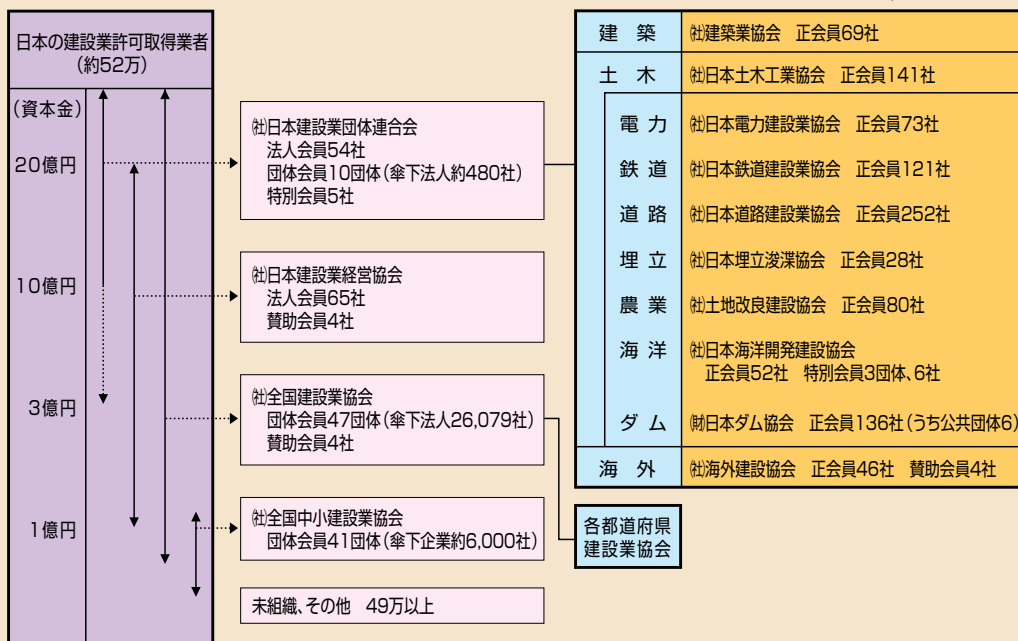 日本の建設業許可取得業者
(約52万)
(資本金)
20億円
10億円
3億円
1億円
㈳日本建設業団体連合会
法人会員54社
団体会員10団体(傘下法人約480社)
特別会員5社
㈳日本建設業経営協会
法人会員65社
賛助会員4社
㈳全国建設業協会
団体会員47団体(傘下法人26,079社)
賛助会員4社
㈳全国中小建設業協会
団体会員41団体(傘下企業約6,000社)
未組織、その他 49万以上
建築 ㈳建築業協会 正会員69社
土木 ㈳日本土木工業協会 正会員141社
電力 ㈳日本電力建設業協会 正会員73社
鉄道 ㈳日本鉄道建設業協会 正会員121社
道路 ㈳日本道路建設業協会 正会員252社
埋立 ㈳日本埋立浚渫協会 正会員28社
農業 ㈳土地改良建設協会 正会員80社
海洋 ㈳日本海洋開発建設協会
正会員52社 特別会員3団体、6社
ダム ㈶日本ダム協会 正会員136社(うち公共団体6)
海外 ㈳海外建設協会 正会員46社 賛助会員4社
各都道府県
建設業協会